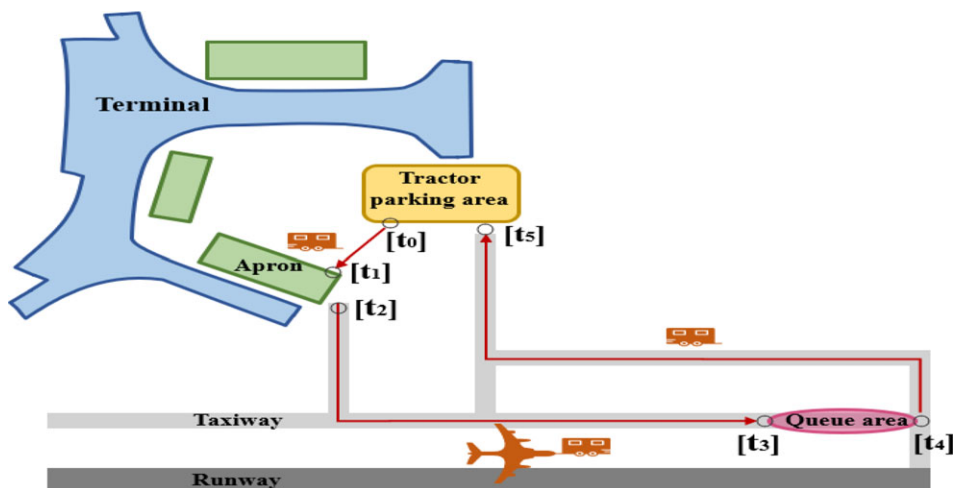 Terminal
Tractor
parking area
[t₀]
[t₅]
Apron
[t₁]
[t₂]
Taxiway
Queue area
[t₃]
[t₄]
Runway